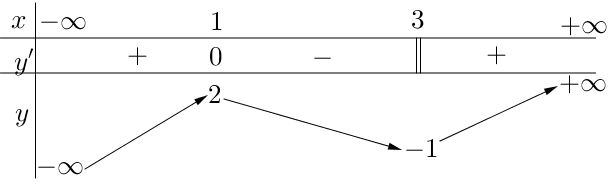 x −∞ 1 3 +∞
y′ + 0 − || +
y −∞ 2 −1 +∞